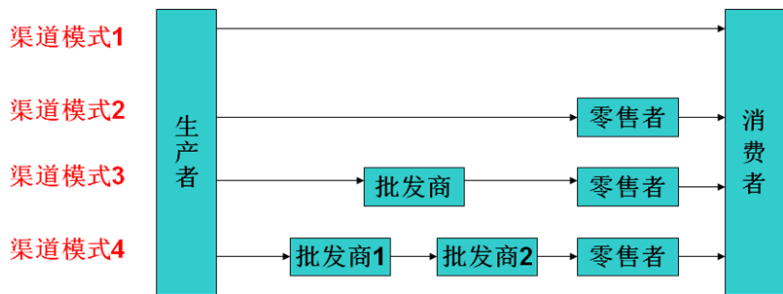 渠道模式1
渠道模式2
渠道模式3
渠道模式4
生产者
零售者
批发商
零售者
批发商1
批发商2
零售者
消费者